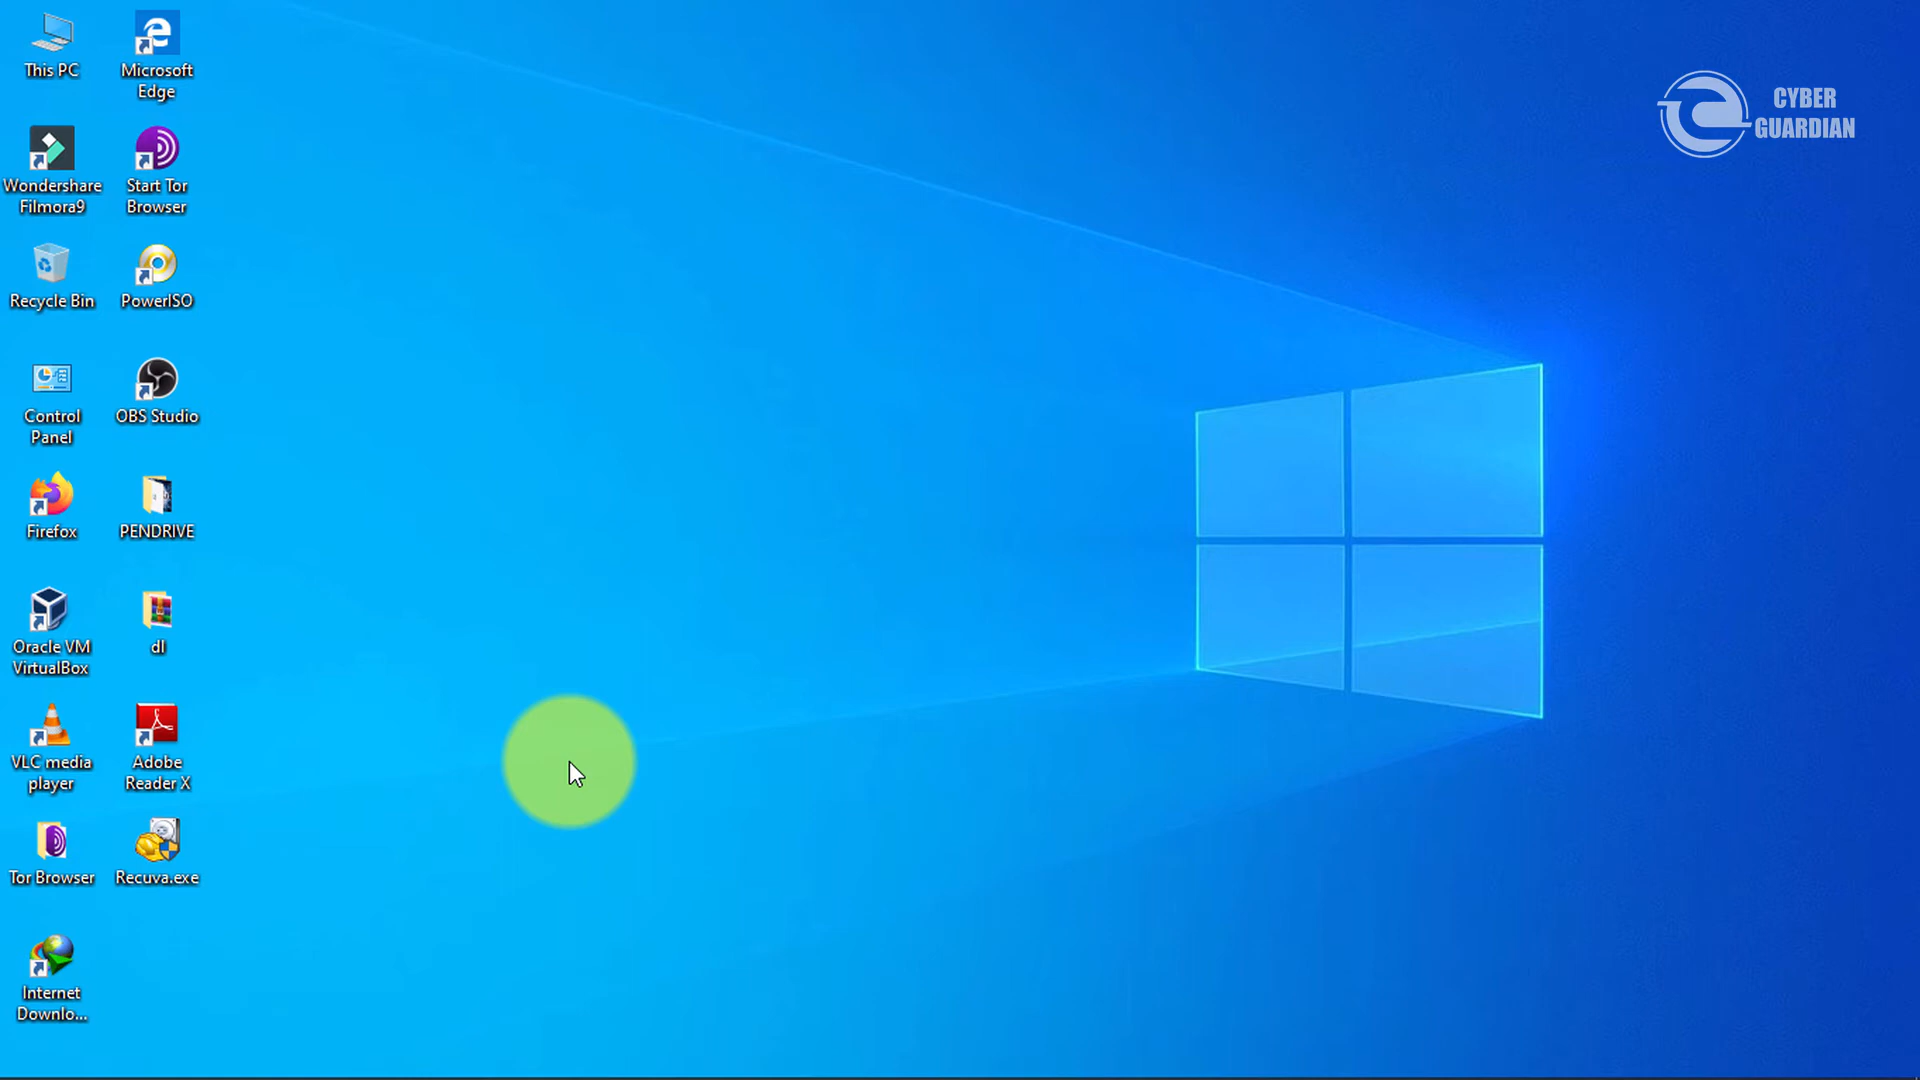 This PC
Microsoft
Edge
Wondershare
Filmora9
Start Tor
Browser
Recycle Bin
PowerISO
Control
Panel
OBS Studio
Firefox
PENDRIVE
Oracle VM
VirtualBox
dl
VLC media
player
Adobe
Reader X
Tor Browser
Recuva.exe
Internet
Downlo...
CYBER
GUARDIAN